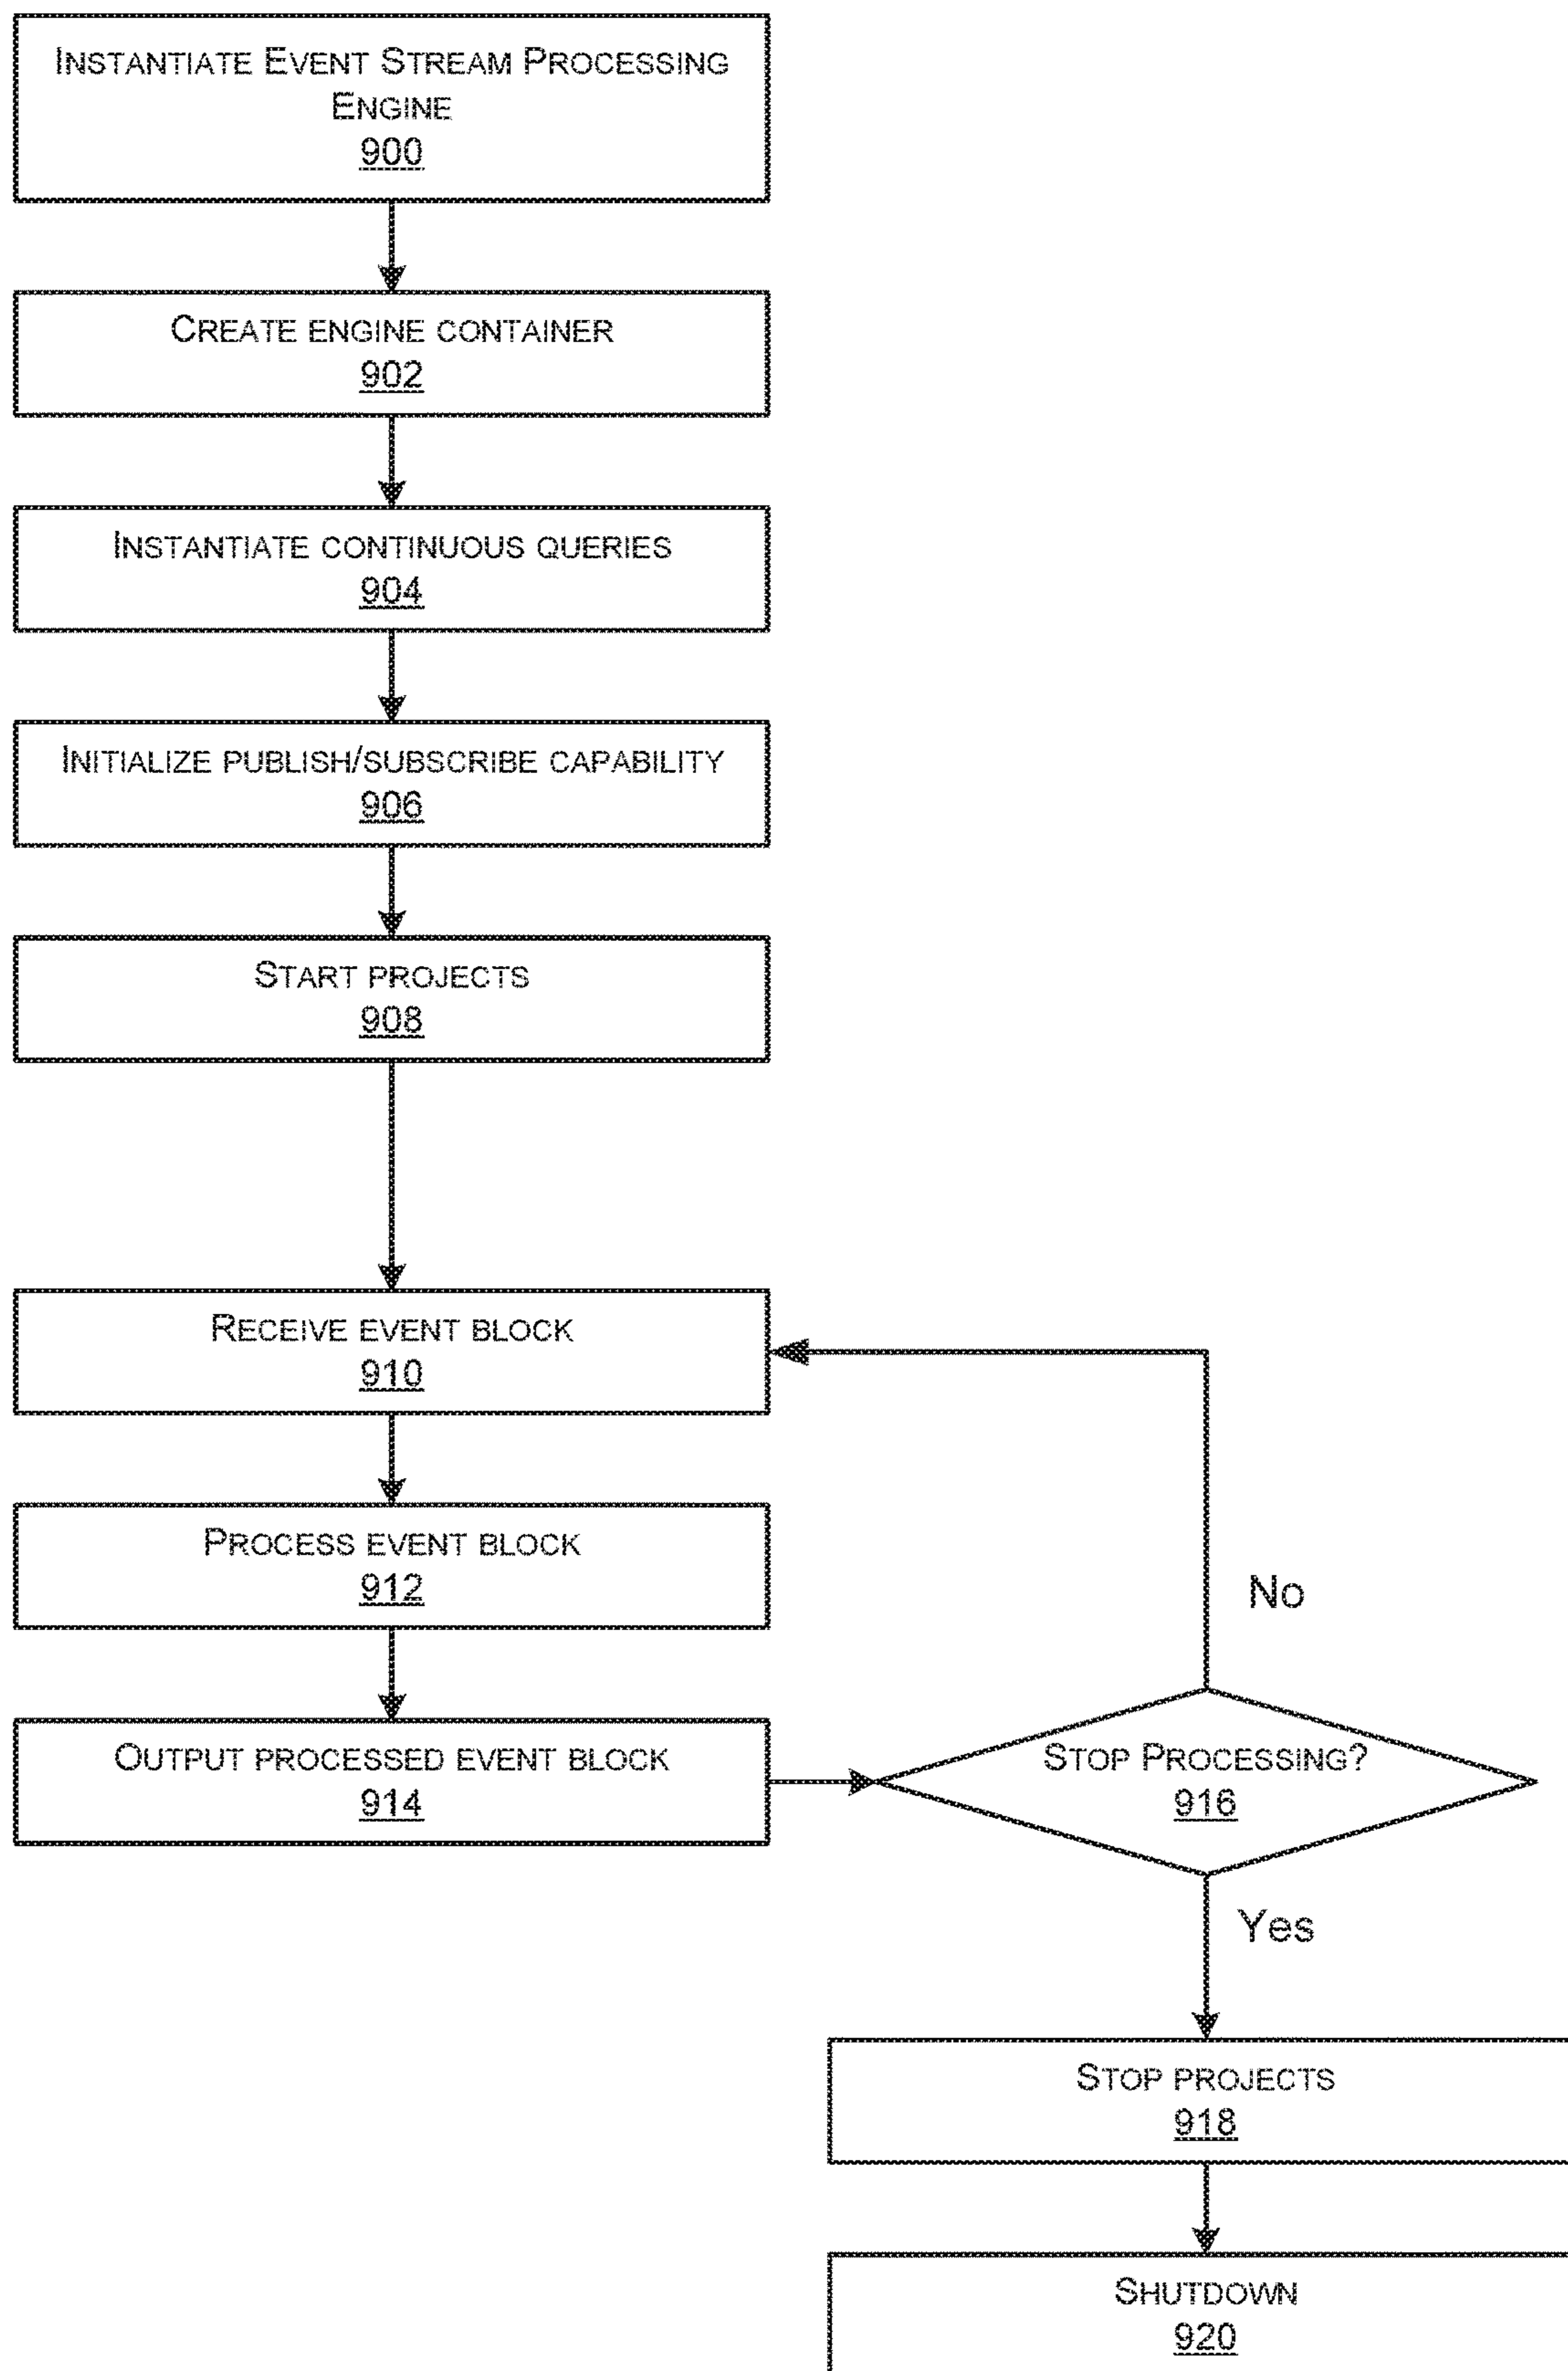 INSTANTIATE EVENT STREAM PROCESSING
ENGINE
900
CREATE ENGINE CONTAINER
902
INSTANTIATE CONTINUOUS QUERIES
904
INITIALIZE PUBLISH/SUBSCRIBE CAPABILITY
906
START PROJECTS
908
RECEIVE EVENT BLOCK
910
PROCESS EVENT BLOCK
912
No
OUTPUT PROCESSED EVENT BLOCK
914
STOP PROCESSING?
916
Yes
STOP PROJECTS
918
SHUTDOWN
920